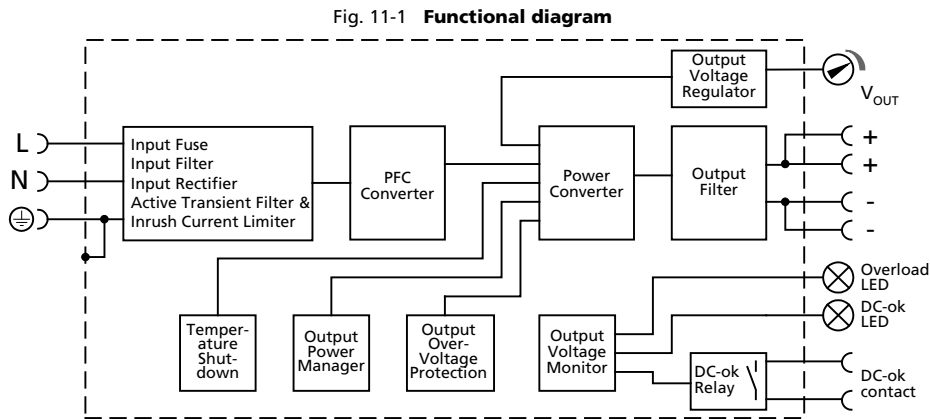 Fig. 11-1 Functional diagram
Output
Voltage
Regulator
V_OUT
L
N
Input Fuse
Input Filter
Input Rectifier
Active Transient Filter &
Inrush Current Limiter
PFC
Converter
Power
Converter
Output
Filter
+
+
-
-
Temper-
ature
Shut-
down
Output
Power
Manager
Output
Over-
Voltage
Protection
Output
Voltage
Monitor
Overload
LED
DC-ok
LED
DC-ok
Relay
DC-ok
contact